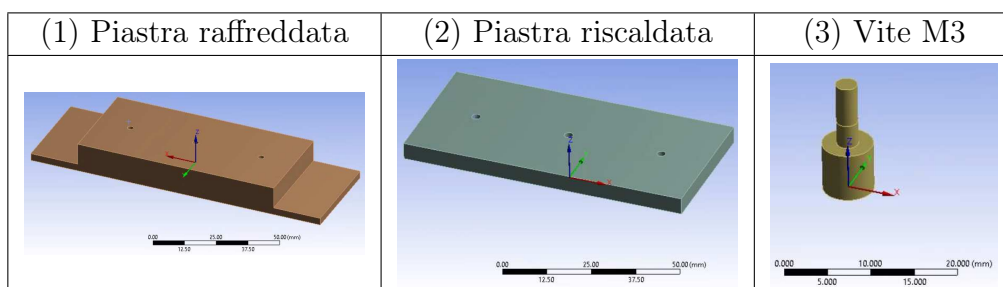 (1) Piastra raffreddata
(2) Piastra riscaldata
(3) Vite M3
Z
X
0.00 25.00 50.00 (mm)
12.50 37.50
Z
X
0.00 25.00 50.00 (mm)
12.50 37.50
Z
X
0.000 10.000 20.000 (mm)
5.000 15.000